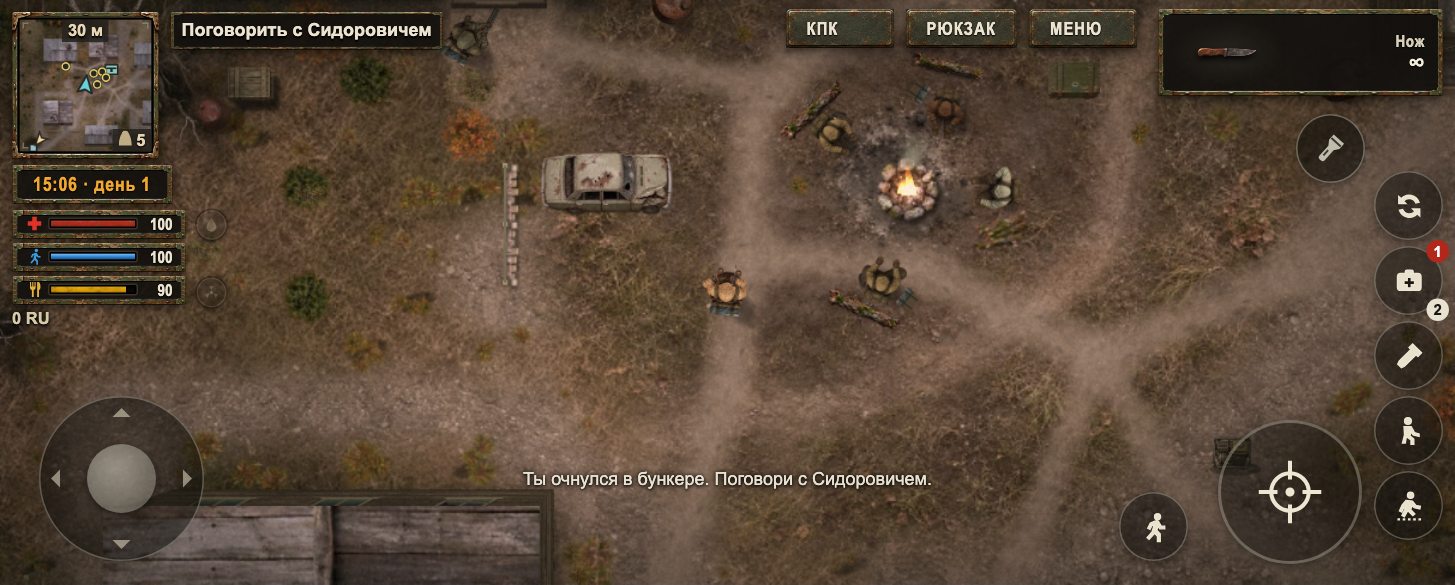 30 м
Поговорить с Сидоровичем
КПК
РЮКЗАК
МЕНЮ
Нож
∞
5
15:06 · день 1
100
100
90
0 RU
1
2
Ты очнулся в бункере. Поговори с Сидоровичем.